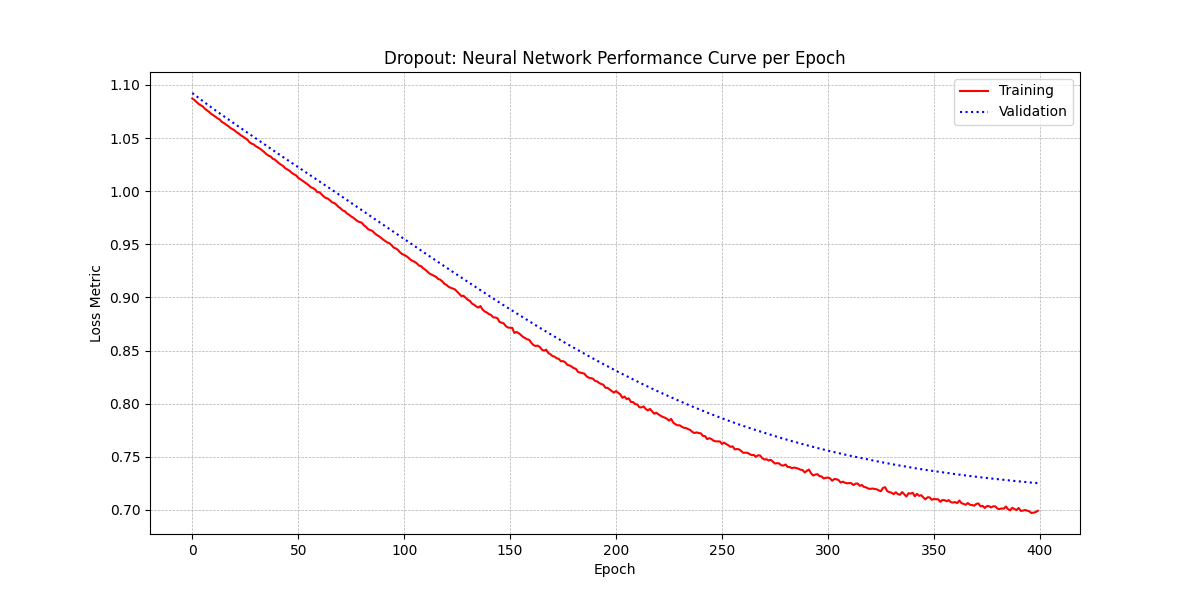 Dropout: Neural Network Performance Curve per Epoch
Training
Validation
Loss Metric
1.10
1.05
1.00
0.95
0.90
0.85
0.80
0.75
0.70
0 50 100 150 200 250 300 350 400
Epoch